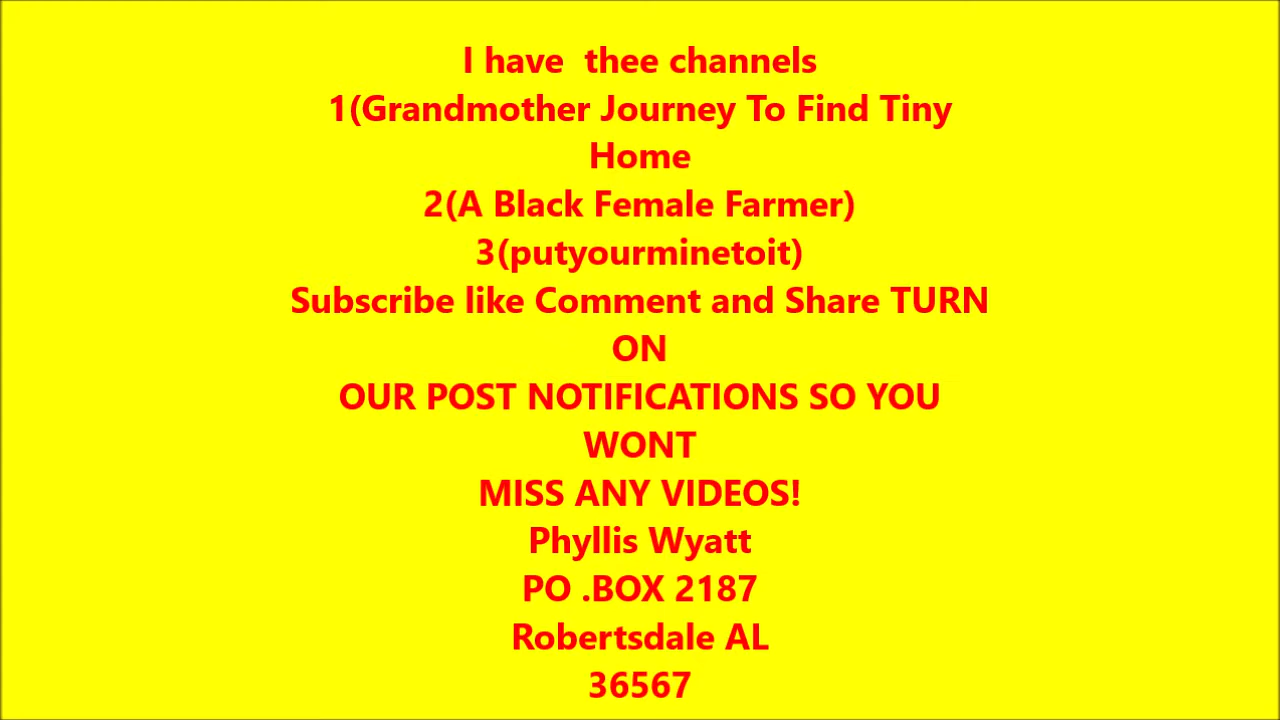 I have  thee channels
1(Grandmother Journey To Find Tiny
Home
2(A Black Female Farmer)
3(putyourminetoit)
Subscribe like Comment and Share TURN
ON
OUR POST NOTIFICATIONS SO YOU
WONT
MISS ANY VIDEOS!
Phyllis Wyatt
PO .BOX 2187
Robertsdale AL
36567